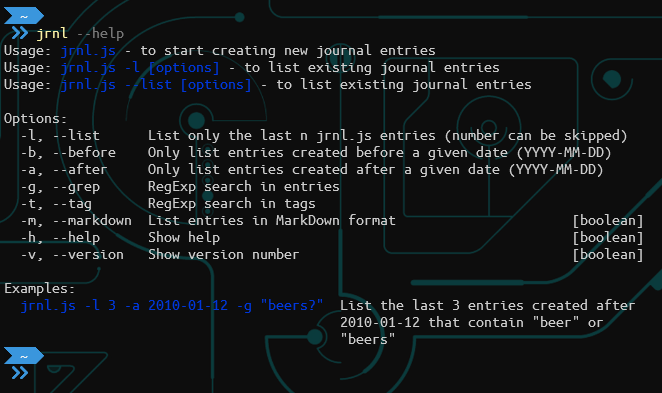 ~
jrnl --help
Usage: jrnl.js - to start creating new journal entries
Usage: jrnl.js -l [options] - to list existing journal entries
Usage: jrnl.js --list [options] - to list existing journal entries
Options:
-l, --list List only the last n jrnl.js entries (number can be skipped)
-b, --before Only list entries created before a given date (YYYY-MM-DD)
-a, --after Only list entries created after a given date (YYYY-MM-DD)
-g, --grep RegExp search in entries
-t, --tag RegExp search in tags
-m, --markdown List entries in MarkDown format [boolean]
-h, --help Show help [boolean]
-v, --version Show version number [boolean]
Examples:
jrnl.js -l 3 -a 2010-01-12 -g "beers?" List the last 3 entries created after
2010-01-12 that contain "beer" or
"beers"
~